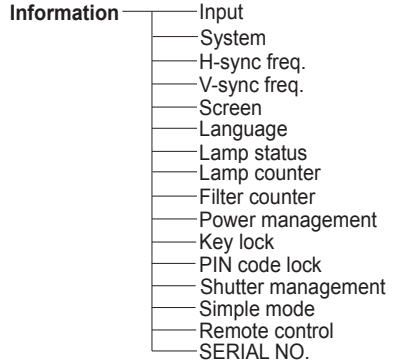 Information Input
System
H-sync freq.
V-sync freq.
Screen
Language
Lamp status
Lamp counter
Filter counter
Power management
Key lock
PIN code lock
Shutter management
Simple mode
Remote control
SERIAL NO.